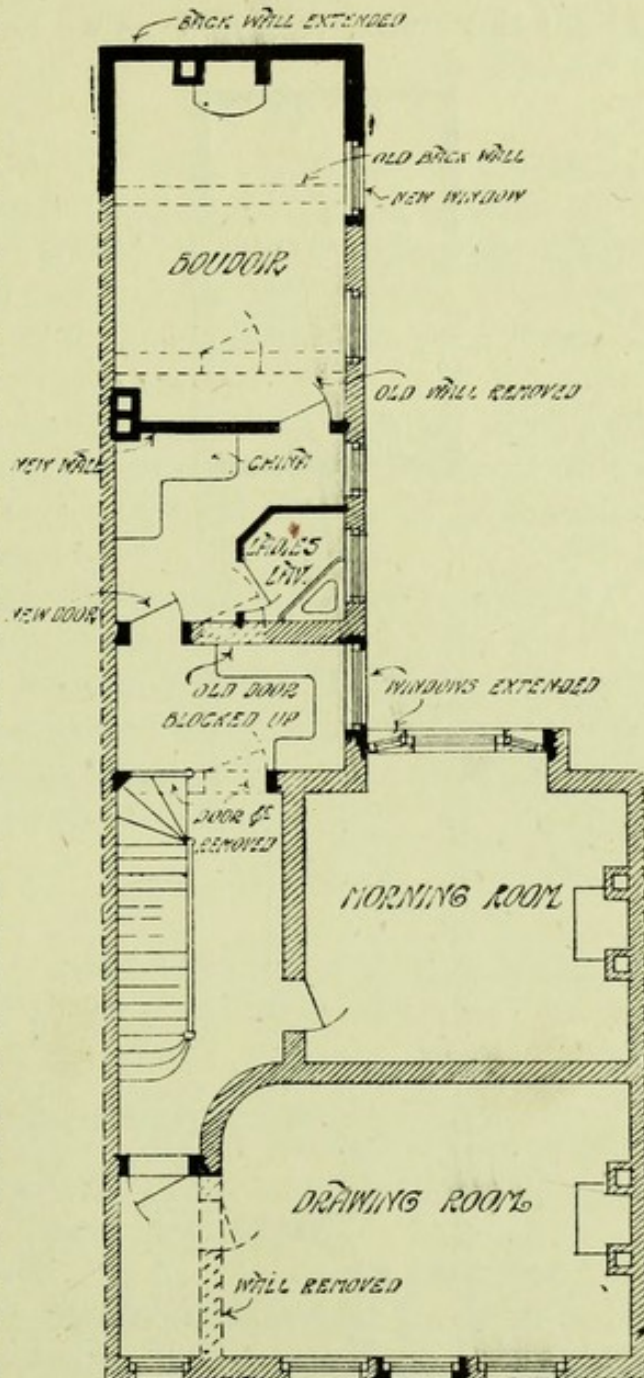 BACK WALL EXTENDED
OLD BACK WALL
NEW WINDOW
BOUDOIR
OLD WALL REMOVED
NEW WALL
CHINA
LADIES
LAV.
NEW DOOR
OLD DOOR
BLOCKED UP
WINDOWS EXTENDED
DOOR &c
REMOVED
MORNING ROOM
DRAWING ROOM
WALL REMOVED